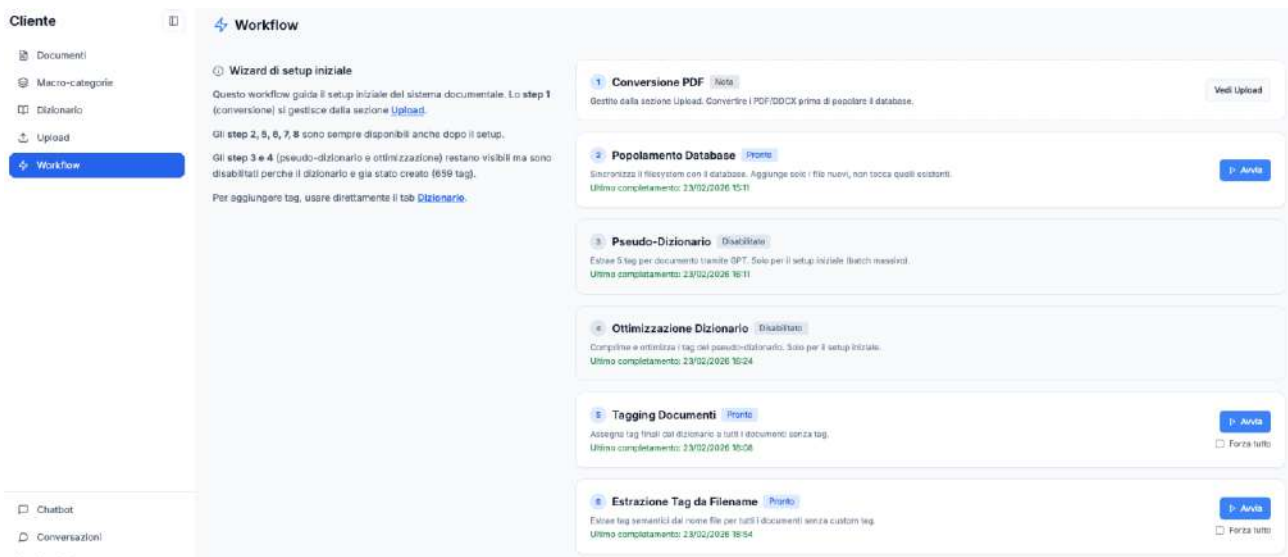 Cliente
Documenti
Macro-categorie
Dizionario
Upload
Workflow
Chatbot
Conversazioni
Workflow
Wizard di setup iniziale
Questo workflow guida il setup iniziale del sistema documentale. Lo step 1
(conversione) si gestisce dalla sezione Upload.
Gli step 2, 5, 6, 7, 8 sono sempre disponibili anche dopo il setup.
Gli step 3 e 4 (pseudo-dizionario e ottimizzazione) restano visibili ma sono
disabilitati perche il dizionario e gia stato creato (659 tag).
Per aggiungere tag, usare direttamente il tab Dizionario.
1 Conversione PDF Nota
Gestito dalla sezione Upload. Convertire i PDF/DOCX prima di popolare il database.
Vedi Upload
2 Popolamento Database Pronto
Sincronizza il filesystem con il database. Aggiunge solo i file nuovi, non tocca quelli esistenti.
Ultimo completamento: 23/02/2026 15:11
Avvia
3 Pseudo-Dizionario Disabilitato
Estrae 5 tag per documento tramite GPT. Solo per il setup iniziale (batch massivo).
Ultimo completamento: 23/02/2026 16:11
4 Ottimizzazione Dizionario Disabilitato
Comprime e ottimizza i tag del pseudo-dizionario. Solo per il setup iniziale.
Ultimo completamento: 23/02/2026 16:24
5 Tagging Documenti Pronto
Assegna tag finali dal dizionario a tutti i documenti senza tag.
Ultimo completamento: 23/02/2026 18:08
Avvia
Forza tutto
6 Estrazione Tag da Filename Pronto
Estrae tag semantici dal nome file per tutti i documenti senza custom tag.
Ultimo completamento: 23/02/2026 18:54
Avvia
Forza tutto